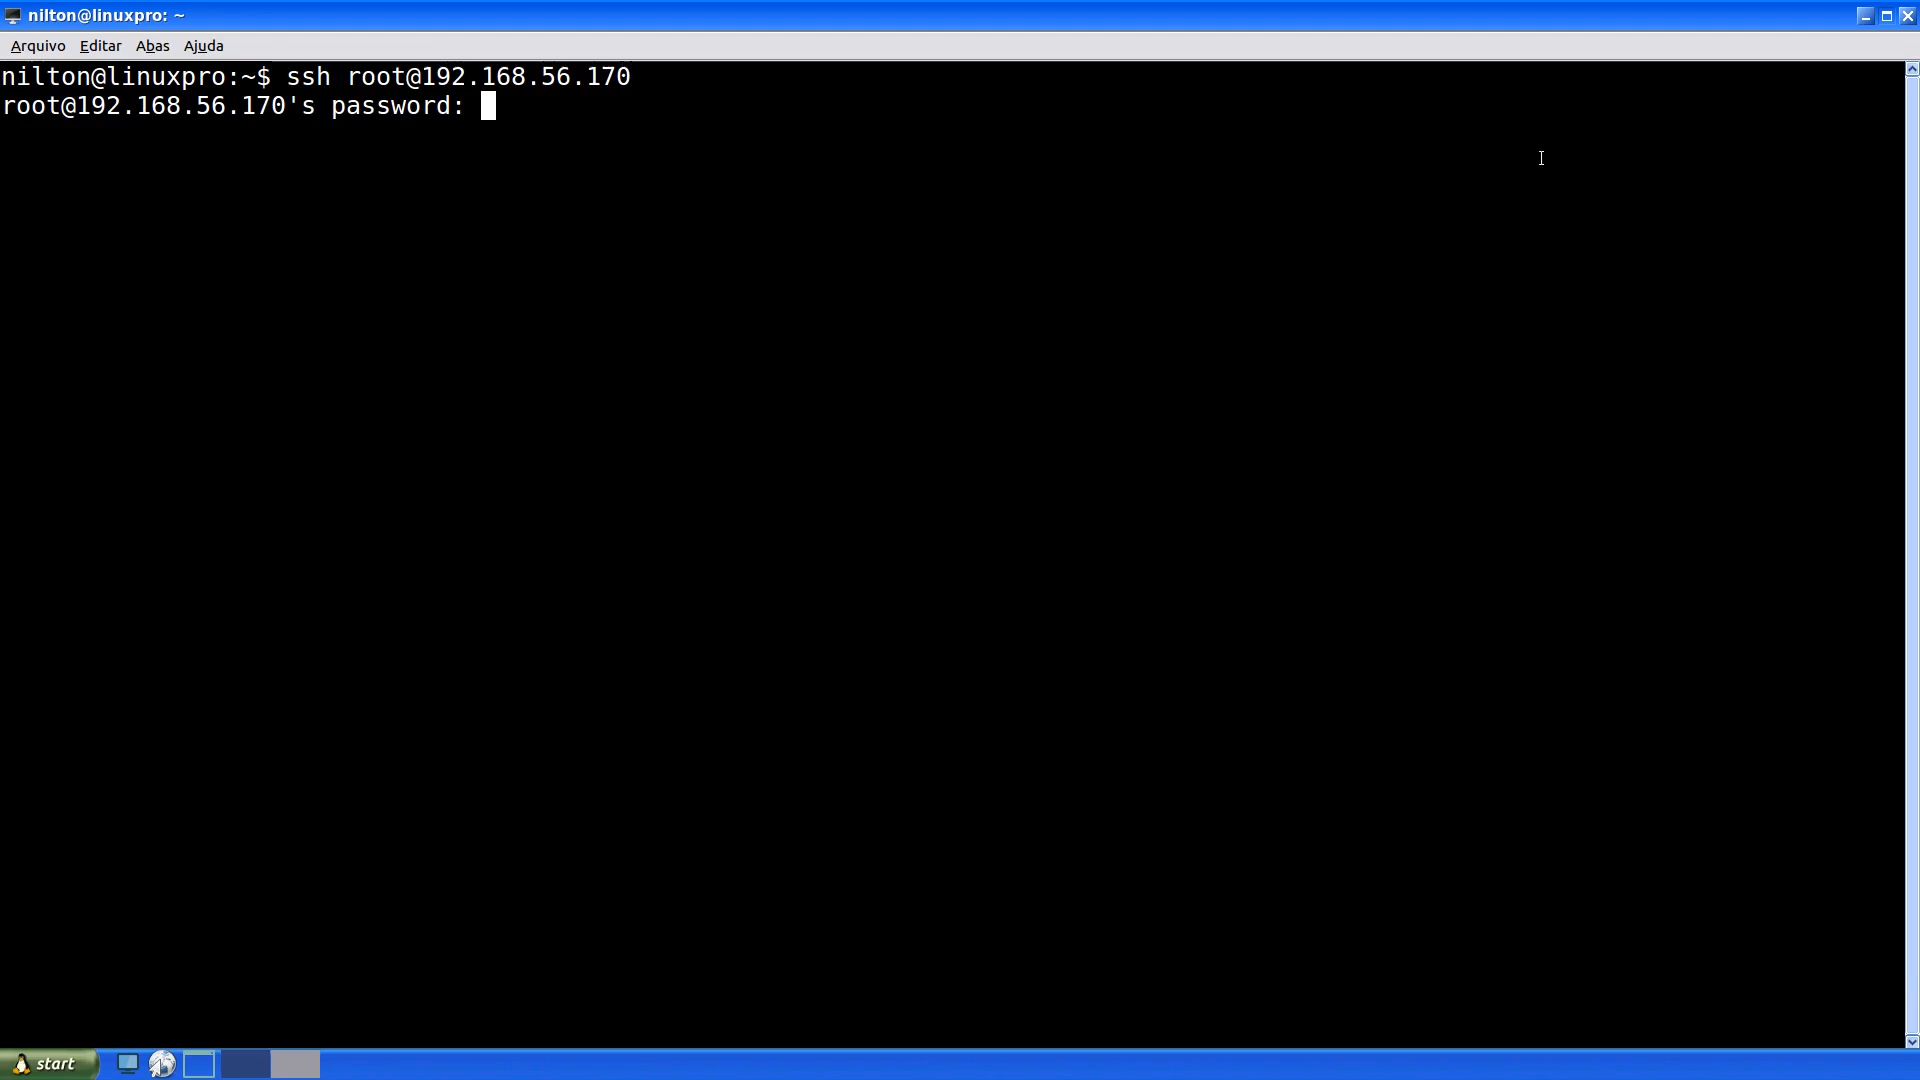 nilton@linuxpro: ~
Arquivo Editar Abas Ajuda
nilton@linuxpro:~$ ssh root@192.168.56.170
root@192.168.56.170's password:
start